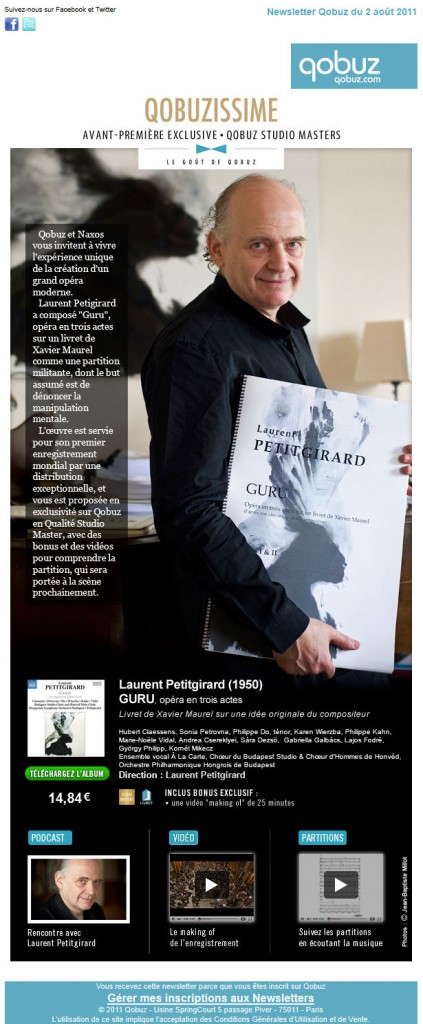 Suivez-nous sur Facebook et Twitter
Newsletter Qobuz du 2 août 2011
qobuz
qobuz.com
QOBUZISSIME
AVANT-PREMIÈRE EXCLUSIVE • QOBUZ STUDIO MASTERS
LE GOÛT DE QOBUZ
Qobuz et Naxos
vous invitent à vivre
l'expérience unique
de la création d'un
grand opéra
moderne.
Laurent Petigirard
a composé "Guru",
opéra en trois actes
sur un livret de
Xavier Maurel
comme une partition
militante, dont le but
assumé est de
dénoncer la
manipulation
mentale.
L'œuvre est servie
pour son premier
enregistrement
mondial par une
distribution
exceptionnelle, et
vous est proposée en
exclusivité sur Qobuz
en Qualité Studio
Master, avec des
bonus et des vidéos
pour comprendre la
partition, qui sera
portée à la scène
prochainement.
Laurent
PETITGIRARD
GURU
Opéra en trois actes sur un livret de Xavier Maurel
I & II
Laurent
PETITGIRARD
Guru
TÉLÉCHARGEZ L'ALBUM
14,84 €
Laurent Petitgirard (1950)
GURU, opéra en trois actes
Livret de Xavier Maurel sur une idée originale du compositeur
Hubert Claessens, Sonia Petrovna, Philippe Do, ténor, Karen Wierzba, Philippe Kahn,
Marie-Noële Vidal, Andrea Csereklyei, Sára Dezsö, Gabriella Galbács, Lajos Fodré,
György Philipp, Kornél Mikecz
Ensemble vocal À La Carte, Chœur du Budapest Studio & Chœur d'Hommes de Honvéd,
Orchestre Philharmonique Hongrois de Budapest
Direction : Laurent Petitgirard
LIVRET
INCLUS BONUS EXCLUSIF :
• une vidéo "making of" de 25 minutes
PODCAST
Rencontre avec
Laurent Petitgirard
VIDÉO
Le making of
de l'enregistrement
PARTITIONS
Suivez les partitions
en écoutant la musique
Photos : © Jean-Baptiste Millot
Vous recevez cette newsletter parce que vous êtes inscrit sur Qobuz
Gérer mes inscriptions aux Newsletters
© 2011 Qobuz - Usine SpringCourt 5 passage Piver - 75011 - Paris
L'utilisation de ce site implique l'acceptation des Conditions Générales d'Utilisation et de Vente.